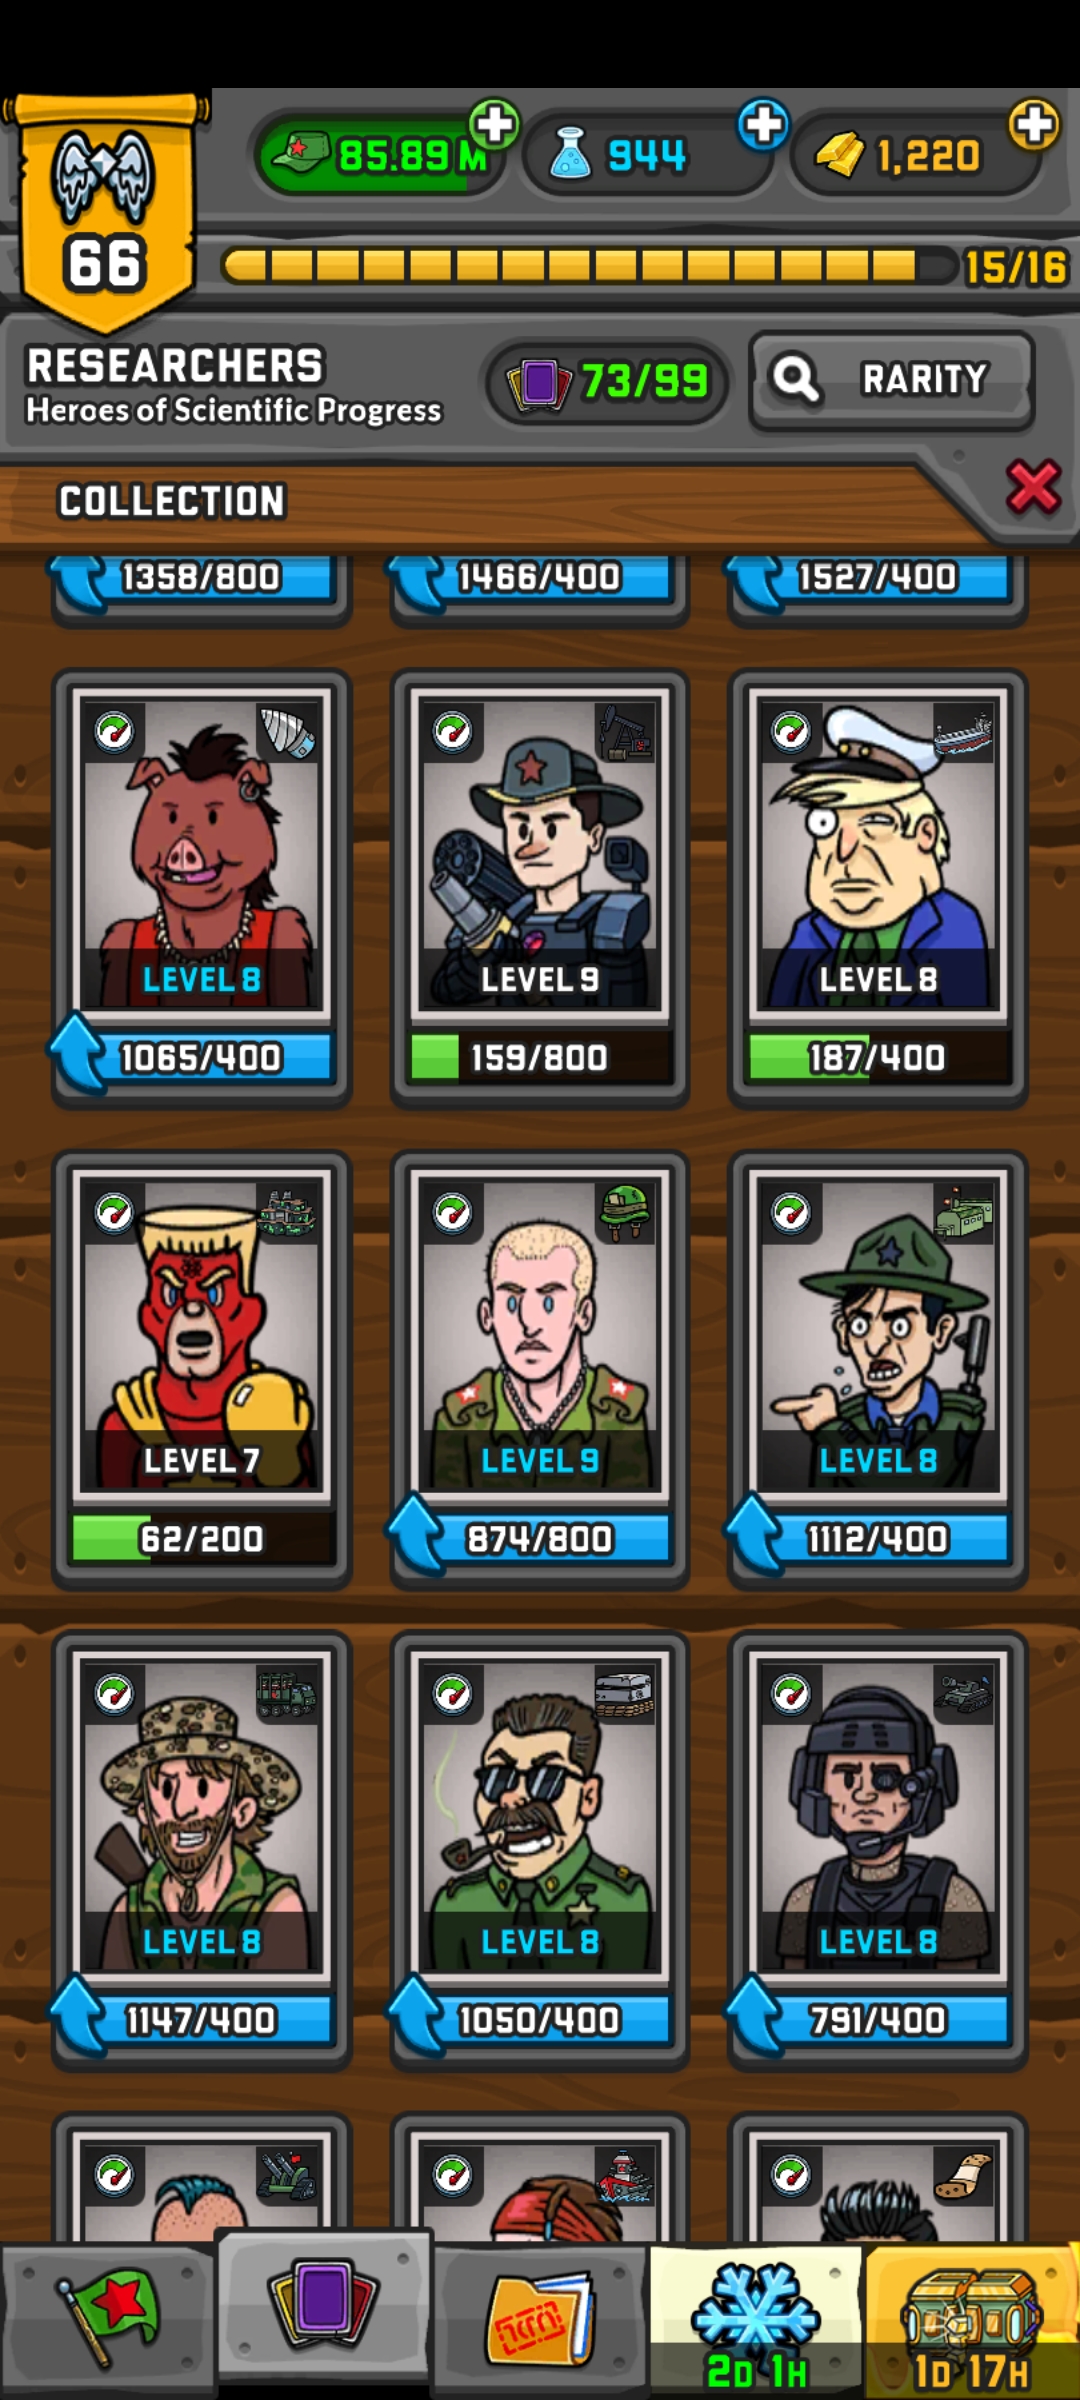 85.89 M
944
1,220
66
15/16
RESEARCHERS
Heroes of Scientific Progress
73/99
RARITY
COLLECTION
1358/800
1466/400
1527/400
LEVEL 8
LEVEL 9
LEVEL 8
1065/400
159/800
187/400
LEVEL 7
LEVEL 9
LEVEL 8
62/200
874/800
1112/400
LEVEL 8
LEVEL 8
LEVEL 8
1147/400
1050/400
791/400
2D 1H
1D 17H